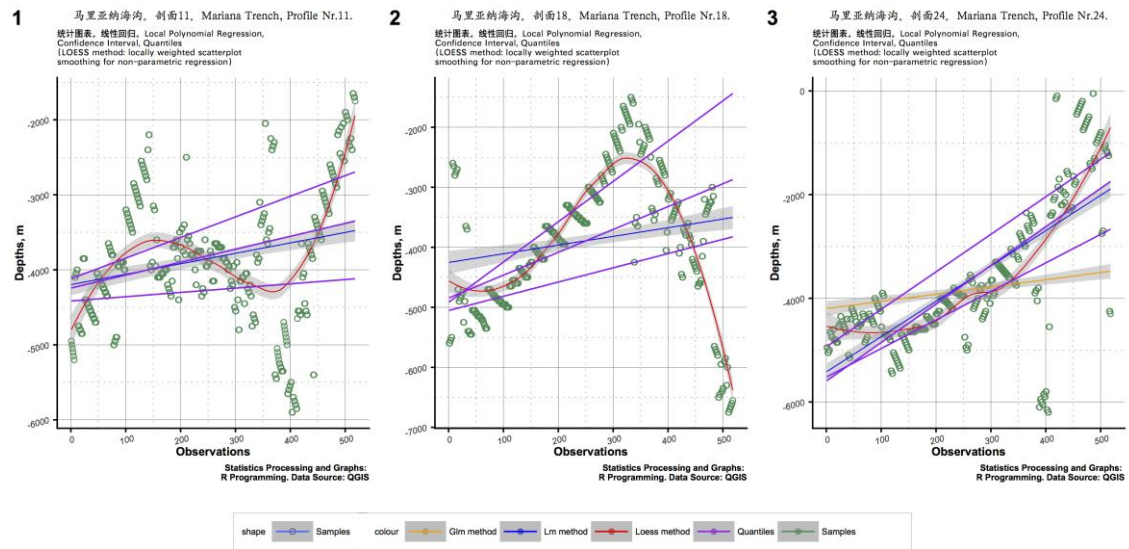 1
马里亚纳海沟。剖面11。Mariana Trench, Profile Nr.11.
统计图表。线性回归。Local Polynomial Regression,
Confidence Interval, Quantiles
(LOESS method: locally weighted scatterplot
smoothing for non-parametric regression)
Depths, m
-2000
-3000
-4000
-5000
-6000
0 100 200 300 400 500
Observations
Statistics Processing and Graphs:
R Programming. Data Source: QGIS
2
马里亚纳海沟。剖面18。Mariana Trench, Profile Nr.18.
统计图表。线性回归。Local Polynomial Regression,
Confidence Interval, Quantiles
(LOESS method: locally weighted scatterplot
smoothing for non-parametric regression)
Depths, m
-2000
-3000
-4000
-5000
-6000
-7000
0 100 200 300 400 500
Observations
Statistics Processing and Graphs:
R Programming. Data Source: QGIS
3
马里亚纳海沟。剖面24。Mariana Trench, Profile Nr.24.
统计图表。线性回归。Local Polynomial Regression,
Confidence Interval, Quantiles
(LOESS method: locally weighted scatterplot
smoothing for non-parametric regression)
Depths, m
0
-2000
-4000
-6000
0 100 200 300 400 500
Observations
Statistics Processing and Graphs:
R Programming. Data Source: QGIS
shape Samples colour Glm method Lm method Loess method Quantiles Samples